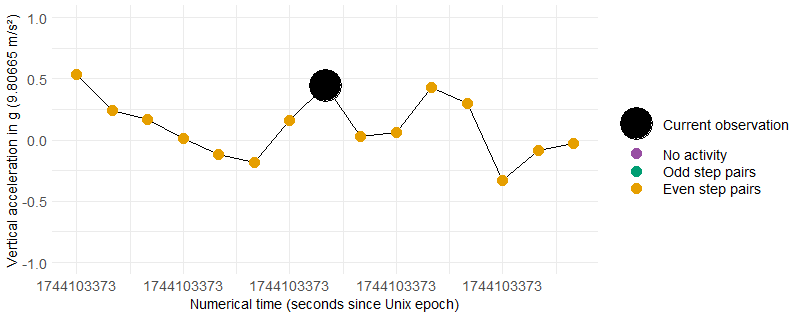 Vertical acceleration in g (9.80665 m/s²)
1.0
0.5
0.0
-0.5
-1.0
1744103373 1744103373 1744103373 1744103373 1744103373
Numerical time (seconds since Unix epoch)
Current observation
No activity
Odd step pairs
Even step pairs